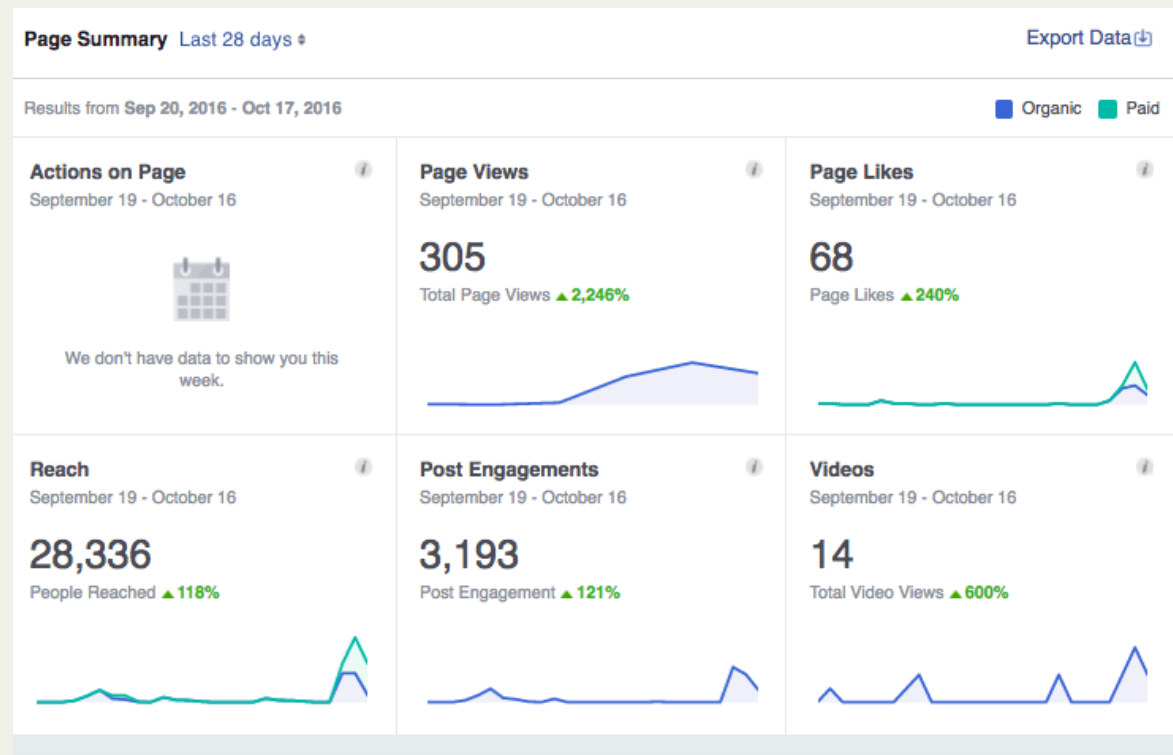 Page Summary Last 28 days
Export Data
Results from Sep 20, 2016 - Oct 17, 2016
Organic Paid
Actions on Page
September 19 - October 16
We don't have data to show you this
week.
Page Views
September 19 - October 16
305
Total Page Views ▲ 2,246%
Page Likes
September 19 - October 16
68
Page Likes ▲ 240%
Reach
September 19 - October 16
28,336
People Reached ▲ 118%
Post Engagements
September 19 - October 16
3,193
Post Engagement ▲ 121%
Videos
September 19 - October 16
14
Total Video Views ▲ 600%